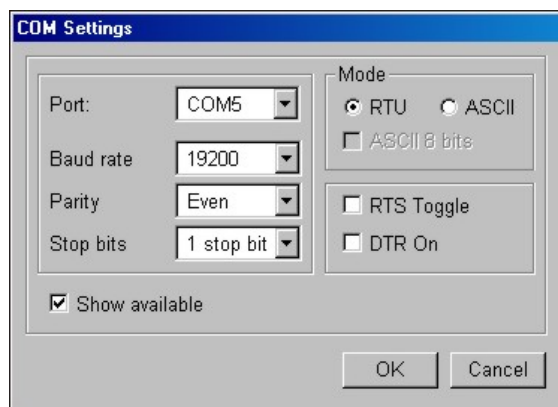 COM Settings
Port: COM5
Baud rate 19200
Parity Even
Stop bits 1 stop bit
Mode
RTU ASCII
ASCII 8 bits
RTS Toggle
DTR On
Show available
OK Cancel